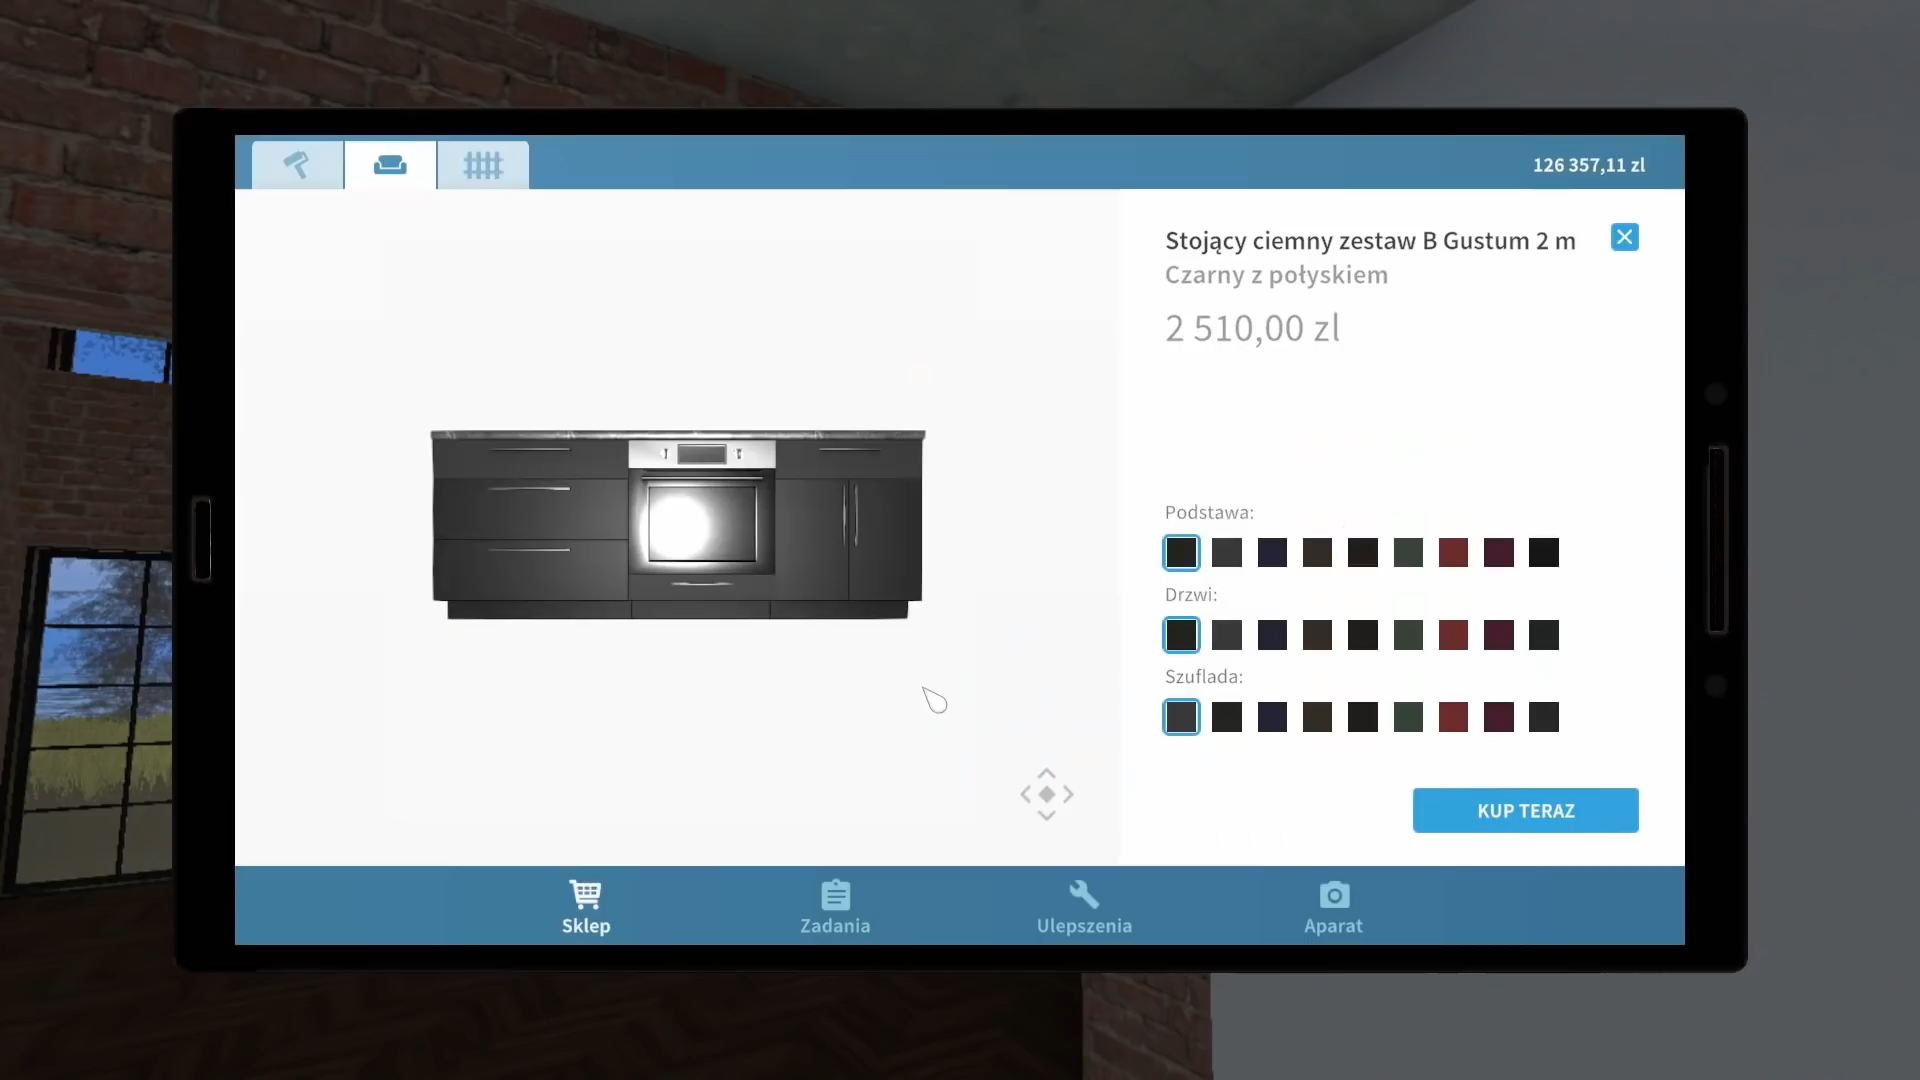 126 357,11 zl
Stojący ciemny zestaw B Gustum 2 m
Czarny z połyskiem
2 510,00 zl
Podstawa:
Drzwi:
Szuflada:
KUP TERAZ
Sklep
Zadania
Ulepszenia
Aparat